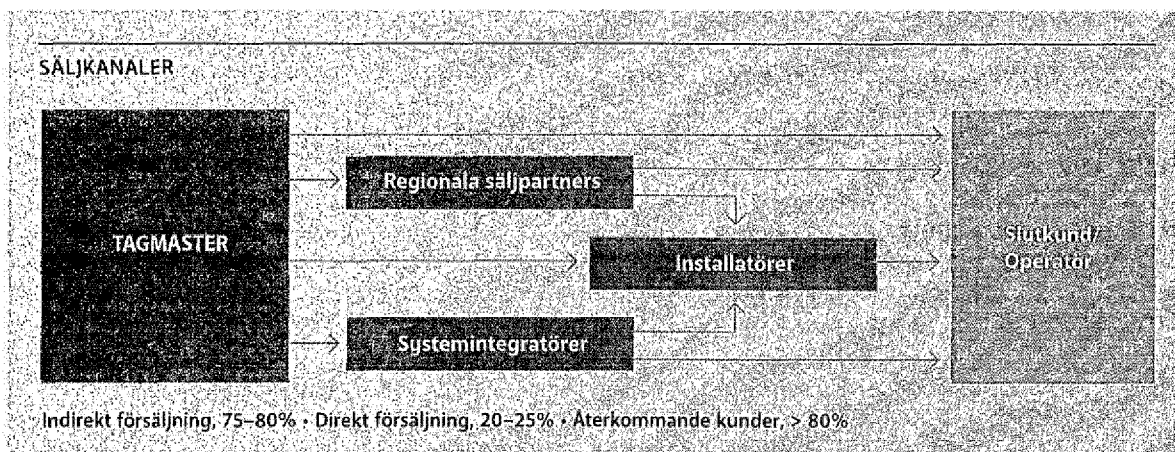 SÄLJKANALER
TAGMASTER
Regionala säljpartners
Installatörer
Systemintegratörer
Slutkund/
Operatör
Indirekt försäljning, 75–80% • Direkt försäljning, 20–25% • Återkommande kunder, > 80%